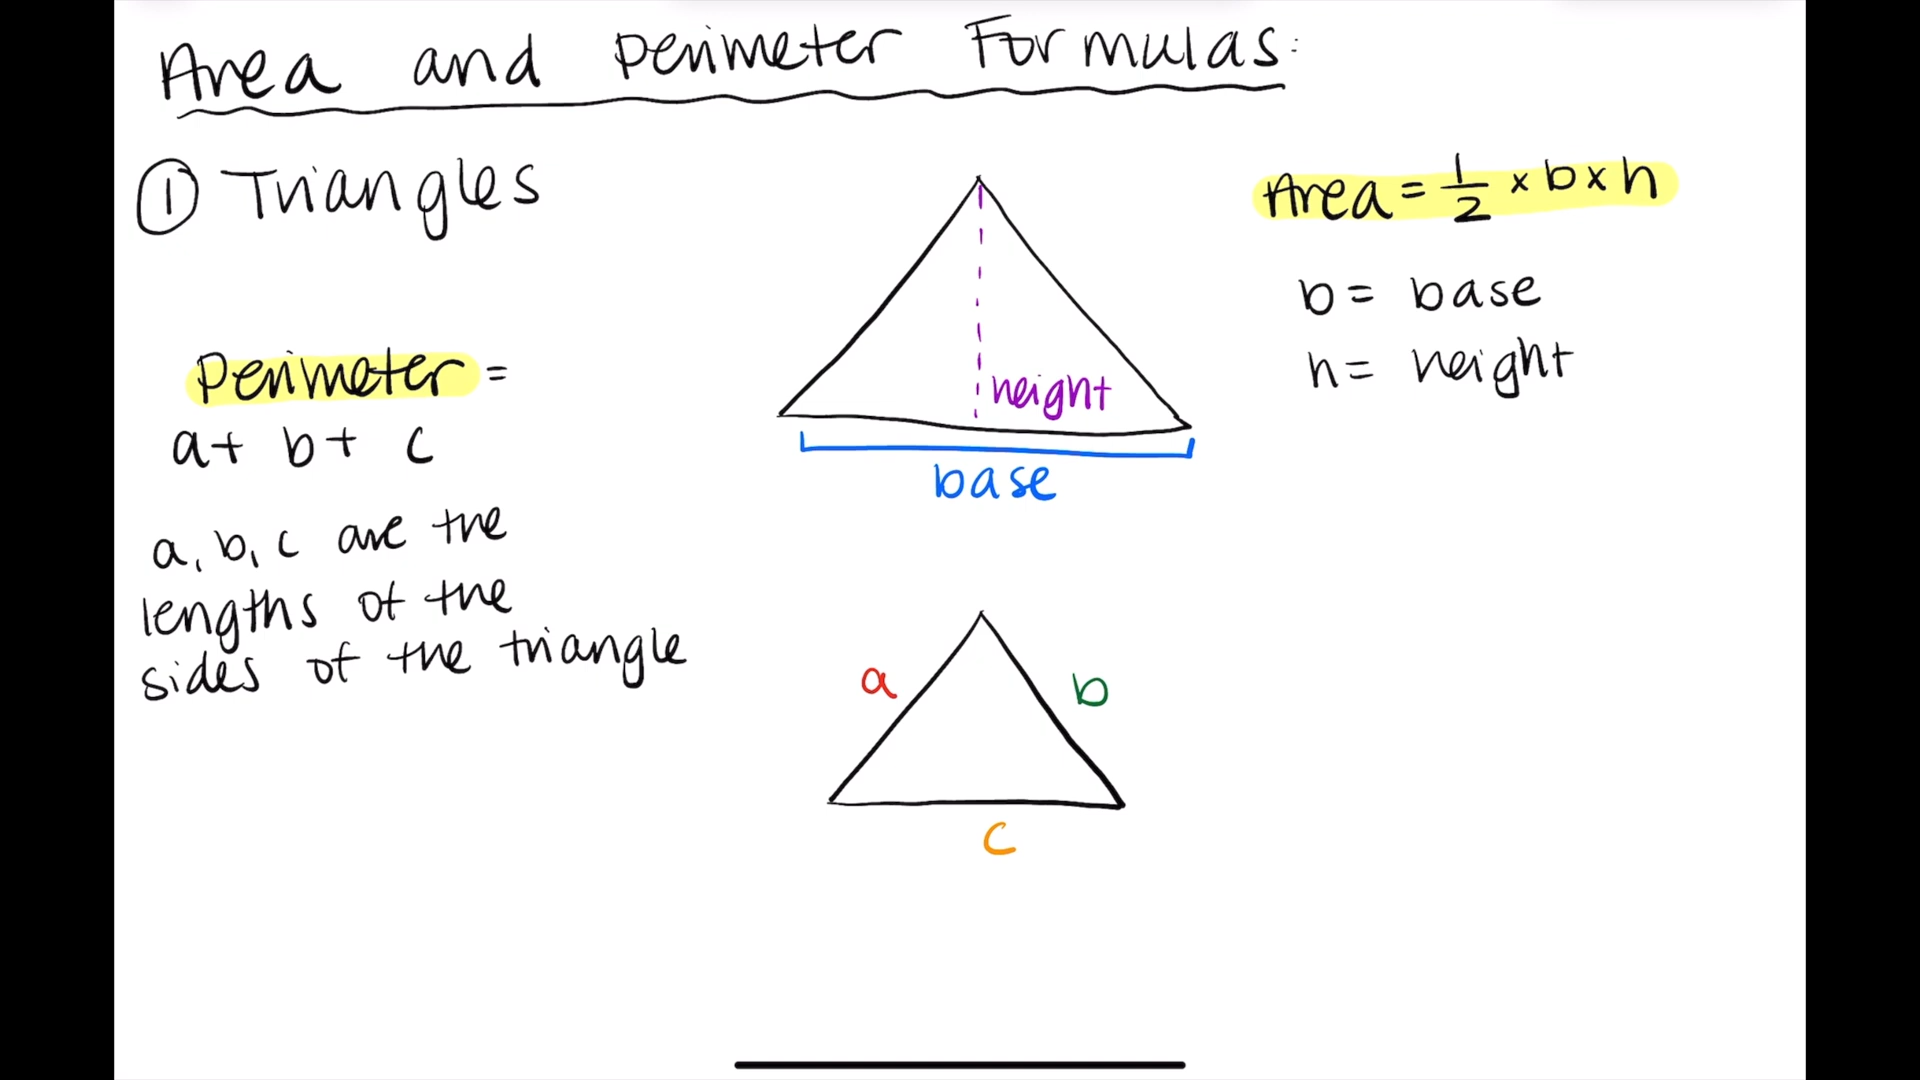 Area and Perimeter Formulas:
① Triangles
Area = 1/2 × b × h
b = base
h = height
height
base
Perimeter =
a + b + c
a, b, c are the
lengths of the
sides of the triangle
a
b
c